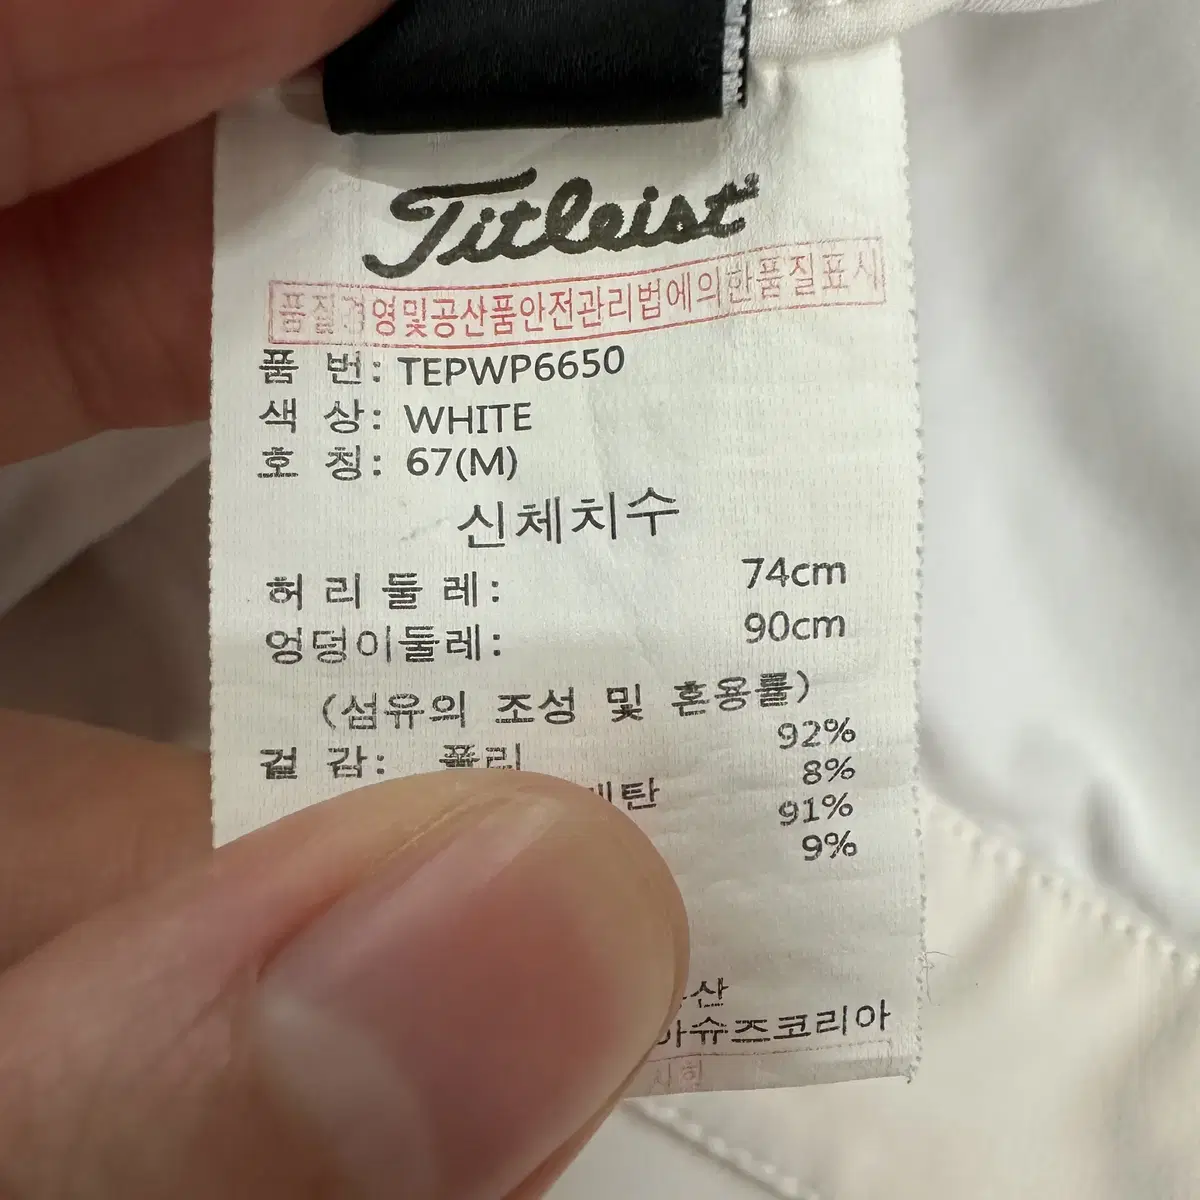 Titleist
품질경영및공산품안전관리법에의한품질표시
품 번: TEPWP6650
색 상: WHITE
호 칭: 67(M)
신체치수
허 리 둘 레: 74cm
엉덩이둘레: 90cm
(섬유의 조성 및 혼용률)
겉 감: 폴리 92%
8%
91%
9%